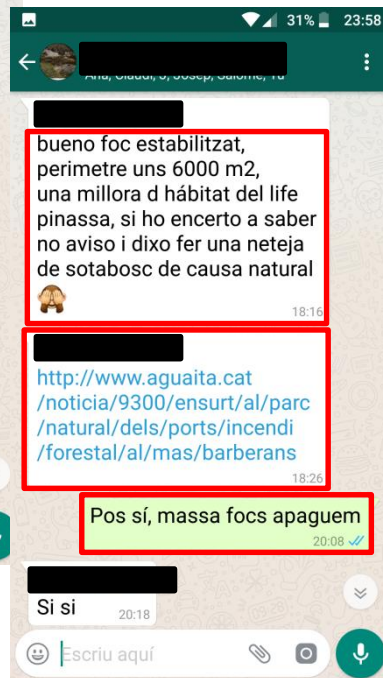 31% 23:58
Ana, Claudi, J, Josep, Salome, Tu
bueno foc estabilitzat,
perimetre uns 6000 m2,
una millora d hábitat del life
pinassa, si ho encerto a saber
no aviso i dixo fer una neteja
de sotabosc de causa natural
18:16
http://www.aguaita.cat
/noticia/9300/ensurt/al/parc
/natural/dels/ports/incendi
/forestal/al/mas/barberans
18:26
Pos sí, massa focs apaguem
20:08
Si si 20:18
Escriu aquí